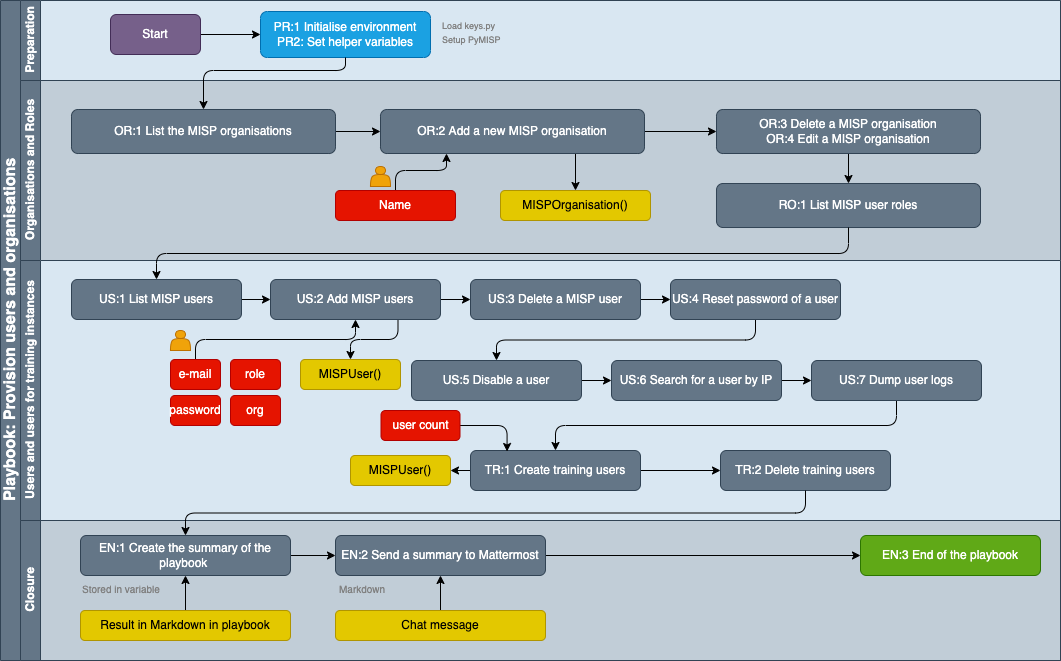 Playbook: Provision users and organisations
Preparation
Start
PR:1 Initialise environment
PR2: Set helper variables
Load keys.py
Setup PyMISP
Organisations and Roles
OR:1 List the MISP organisations
OR:2 Add a new MISP organisation
OR:3 Delete a MISP organisation
OR:4 Edit a MISP organisation
Name
MISPOrganisation()
RO:1 List MISP user roles
Users and users for training instances
US:1 List MISP users
US:2 Add MISP users
US:3 Delete a MISP user
US:4 Reset password of a user
e-mail
role
MISPUser()
password
org
US:5 Disable a user
US:6 Search for a user by IP
US:7 Dump user logs
user count
MISPUser()
TR:1 Create training users
TR:2 Delete training users
Closure
EN:1 Create the summary of the
playbook
EN:2 Send a summary to Mattermost
EN:3 End of the playbook
Stored in variable
Markdown
Result in Markdown in playbook
Chat message